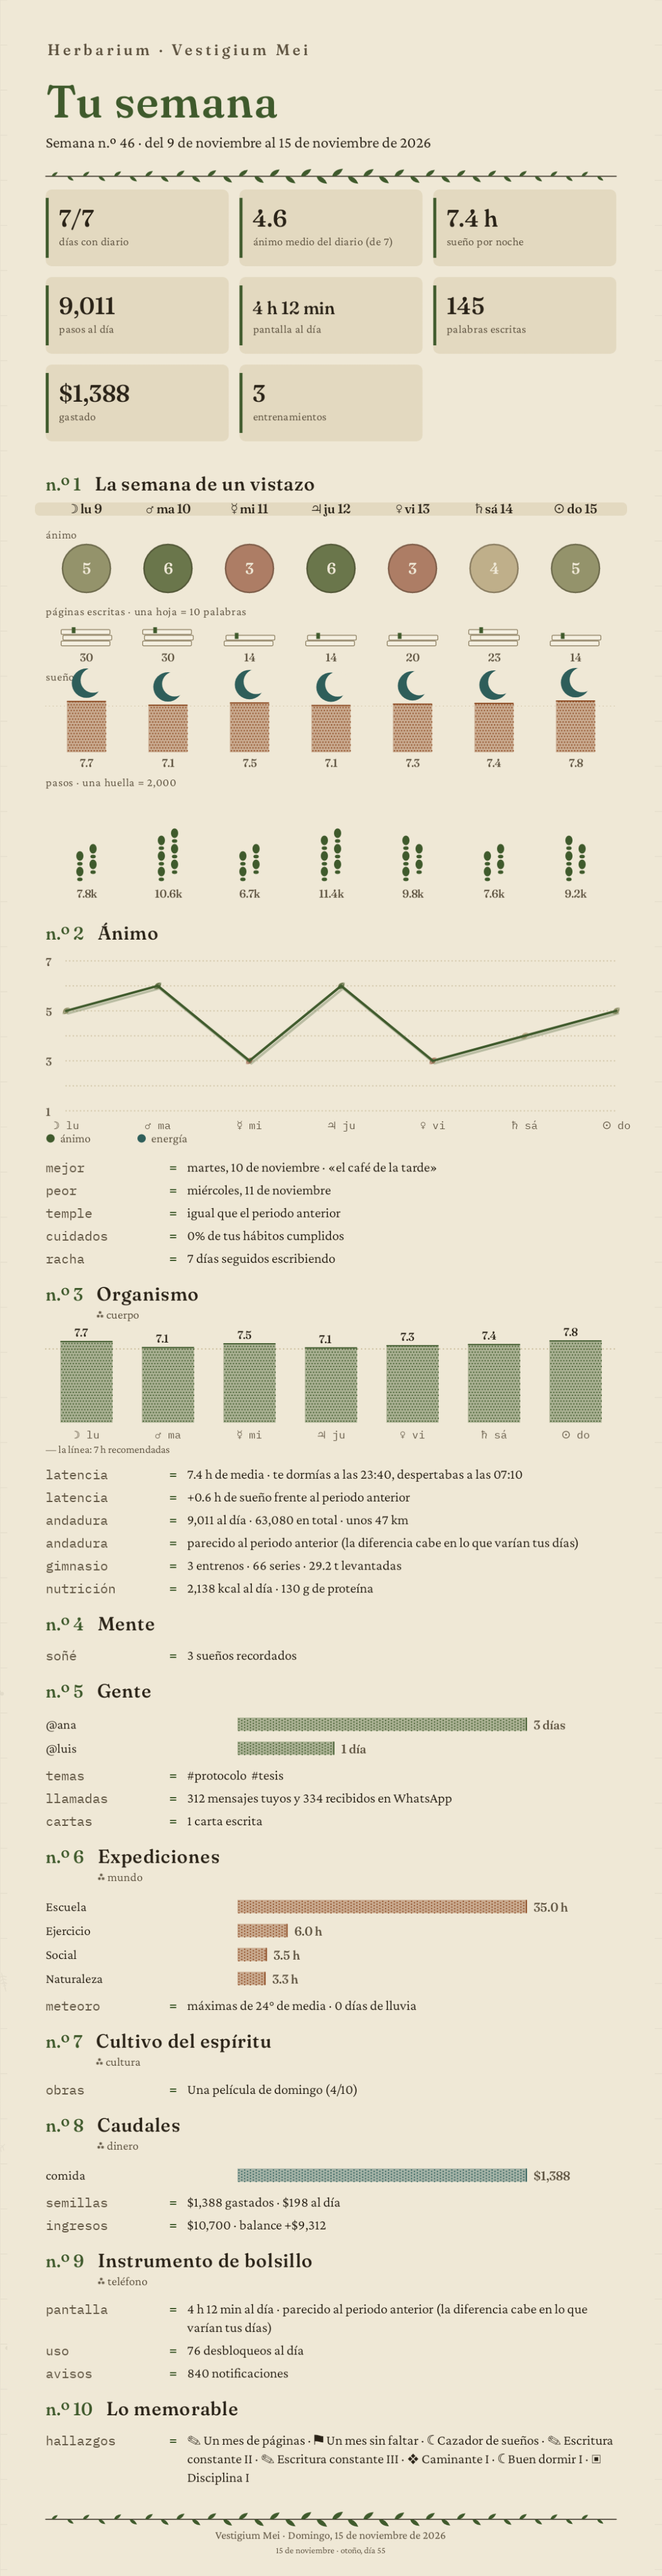 Herbarium · Vestigium Mei
Tu semana
Semana n.º 46 · del 9 de noviembre al 15 de noviembre de 2026
7/7
días con diario
4.6
ánimo medio del diario (de 7)
7.4 h
sueño por noche
9,011
pasos al día
4 h 12 min
pantalla al día
145
palabras escritas
$1,388
gastado
3
entrenamientos
n.º 1 La semana de un vistazo
☽ lu 9 ♂ ma 10 ☿ mi 11 ♃ ju 12 ♀ vi 13 ♄ sá 14 ☉ do 15
ánimo
5 6 3 6 3 4 5
páginas escritas · una hoja = 10 palabras
30 30 14 14 20 23 14
sueño
7.7 7.1 7.5 7.1 7.3 7.4 7.8
pasos · una huella = 2,000
7.8k 10.6k 6.7k 11.4k 9.8k 7.6k 9.2k
n.º 2 Ánimo
7
5
3
1
☽ lu ♂ ma ☿ mi ♃ ju ♀ vi ♄ sá ☉ do
ánimo energía
mejor = martes, 10 de noviembre · «el café de la tarde»
peor = miércoles, 11 de noviembre
temple = igual que el periodo anterior
cuidados = 0% de tus hábitos cumplidos
racha = 7 días seguidos escribiendo
n.º 3 Organismo
⁂ cuerpo
7.7 7.1 7.5 7.1 7.3 7.4 7.8
☽ lu ♂ ma ☿ mi ♃ ju ♀ vi ♄ sá ☉ do
— la línea: 7 h recomendadas
latencia = 7.4 h de media · te dormías a las 23:40, despertabas a las 07:10
latencia = +0.6 h de sueño frente al periodo anterior
andadura = 9,011 al día · 63,080 en total · unos 47 km
andadura = parecido al periodo anterior (la diferencia cabe en lo que varían tus días)
gimnasio = 3 entrenos · 66 series · 29.2 t levantadas
nutrición = 2,138 kcal al día · 130 g de proteína
n.º 4 Mente
soñé = 3 sueños recordados
n.º 5 Gente
@ana 3 días
@luis 1 día
temas = #protocolo #tesis
llamadas = 312 mensajes tuyos y 334 recibidos en WhatsApp
cartas = 1 carta escrita
n.º 6 Expediciones
⁂ mundo
Escuela 35.0 h
Ejercicio 6.0 h
Social 3.5 h
Naturaleza 3.3 h
meteoro = máximas de 24° de media · 0 días de lluvia
n.º 7 Cultivo del espíritu
⁂ cultura
obras = Una película de domingo (4/10)
n.º 8 Caudales
⁂ dinero
comida $1,388
semillas = $1,388 gastados · $198 al día
ingresos = $10,700 · balance +$9,312
n.º 9 Instrumento de bolsillo
⁂ teléfono
pantalla = 4 h 12 min al día · parecido al periodo anterior (la diferencia cabe en lo que
varían tus días)
uso = 76 desbloqueos al día
avisos = 840 notificaciones
n.º 10 Lo memorable
hallazgos = ✎ Un mes de páginas · ⚑ Un mes sin faltar · ☾ Cazador de sueños · ✎ Escritura
constante II · ✎ Escritura constante III · ❖ Caminante I · ☾ Buen dormir I · ▣
Disciplina I
Vestigium Mei · Domingo, 15 de noviembre de 2026
15 de noviembre · otoño, día 55